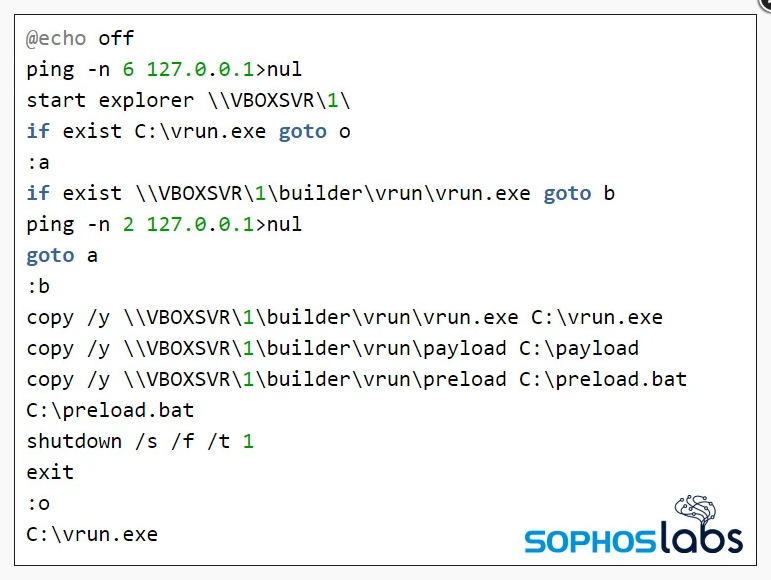 @echo off
ping -n 6 127.0.0.1>nul
start explorer \\VBOXSVR\1\
if exist C:\vrun.exe goto o
:a
if exist \\VBOXSVR\1\builder\vrun\vrun.exe goto b
ping -n 2 127.0.0.1>nul
goto a
:b
copy /y \\VBOXSVR\1\builder\vrun\vrun.exe C:\vrun.exe
copy /y \\VBOXSVR\1\builder\vrun\payload C:\payload
copy /y \\VBOXSVR\1\builder\vrun\preload C:\preload.bat
C:\preload.bat
shutdown /s /f /t 1
exit
:o
C:\vrun.exe
SOPHOSlabs